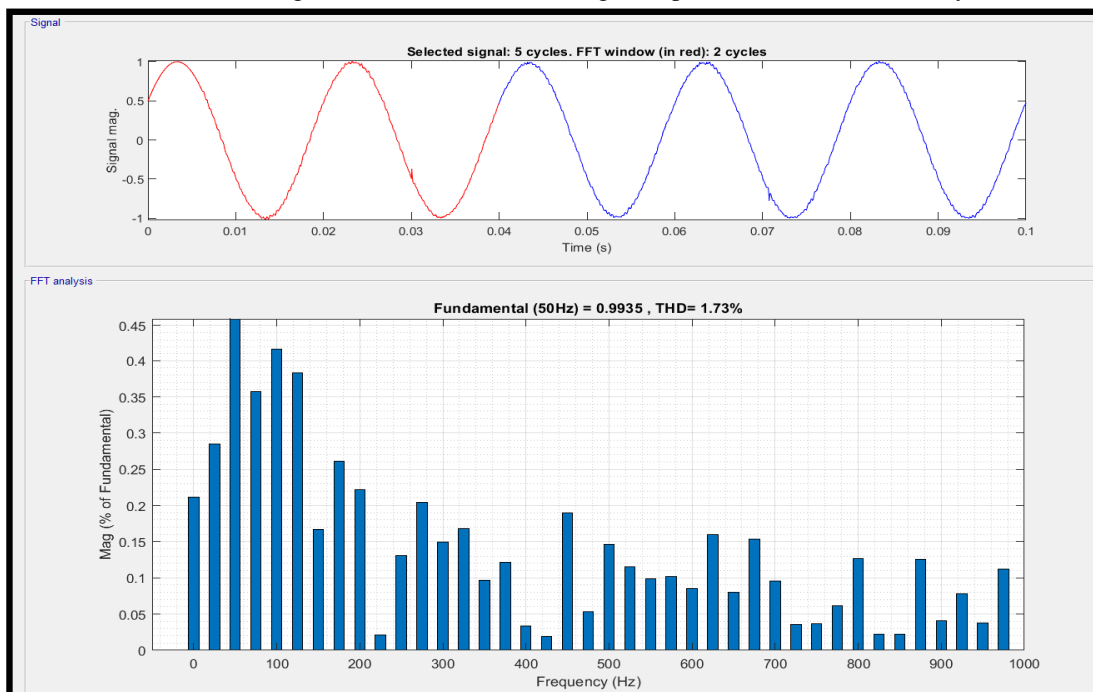 Signal
Selected signal: 5 cycles. FFT window (in red): 2 cycles
1
0.5
0
-0.5
-1
Signal mag.
0 0.01 0.02 0.03 0.04 0.05 0.06 0.07 0.08 0.09 0.1
Time (s)
FFT analysis
Fundamental (50Hz) = 0.9935 , THD= 1.73%
0.45
0.4
0.35
0.3
0.25
0.2
0.15
0.1
0.05
0
Mag (% of Fundamental)
0 100 200 300 400 500 600 700 800 900 1000
Frequency (Hz)